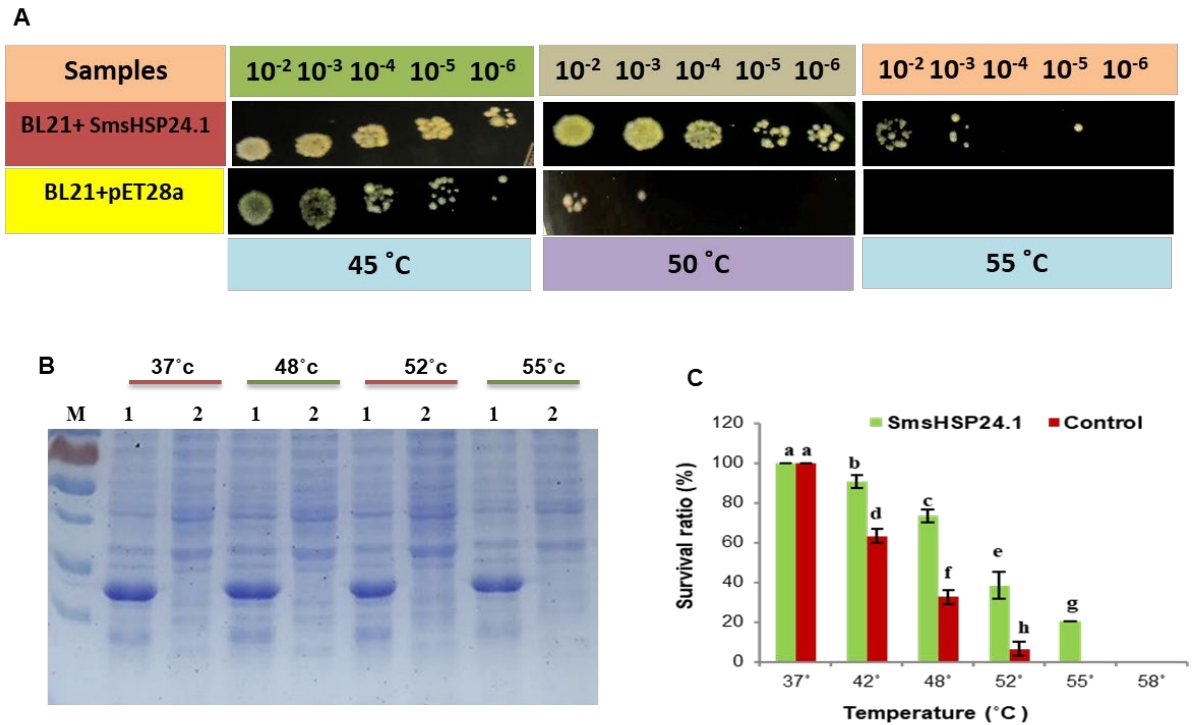 A
Samples 10⁻² 10⁻³ 10⁻⁴ 10⁻⁵ 10⁻⁶ 10⁻² 10⁻³ 10⁻⁴ 10⁻⁵ 10⁻⁶ 10⁻² 10⁻³ 10⁻⁴ 10⁻⁵ 10⁻⁶
BL21+ SmsHSP24.1
BL21+pET28a
45 ˚C 50 ˚C 55 ˚C
B
37˚c 48˚c 52˚c 55˚c
M 1 2 1 2 1 2 1 2
C
SmsHSP24.1 Control
Survival ratio (%)
120
100
80
60
40
20
0
a a b d c f e h g
37˚ 42˚ 48˚ 52˚ 55˚ 58˚
Temperature (˚C)